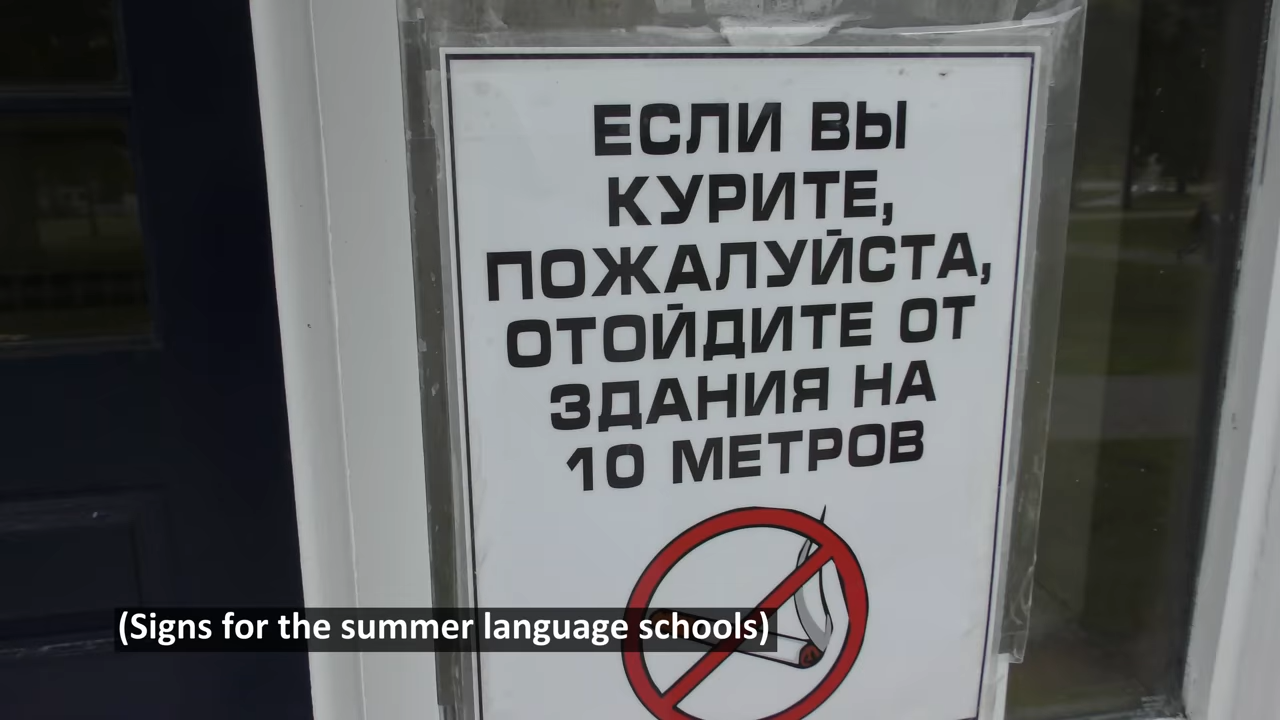 ЕСЛИ ВЫ
КУРИТЕ,
ПОЖАЛУЙСТА,
ОТОЙДИТЕ ОТ
ЗДАНИЯ НА
10 МЕТРОВ
(Signs for the summer language schools)